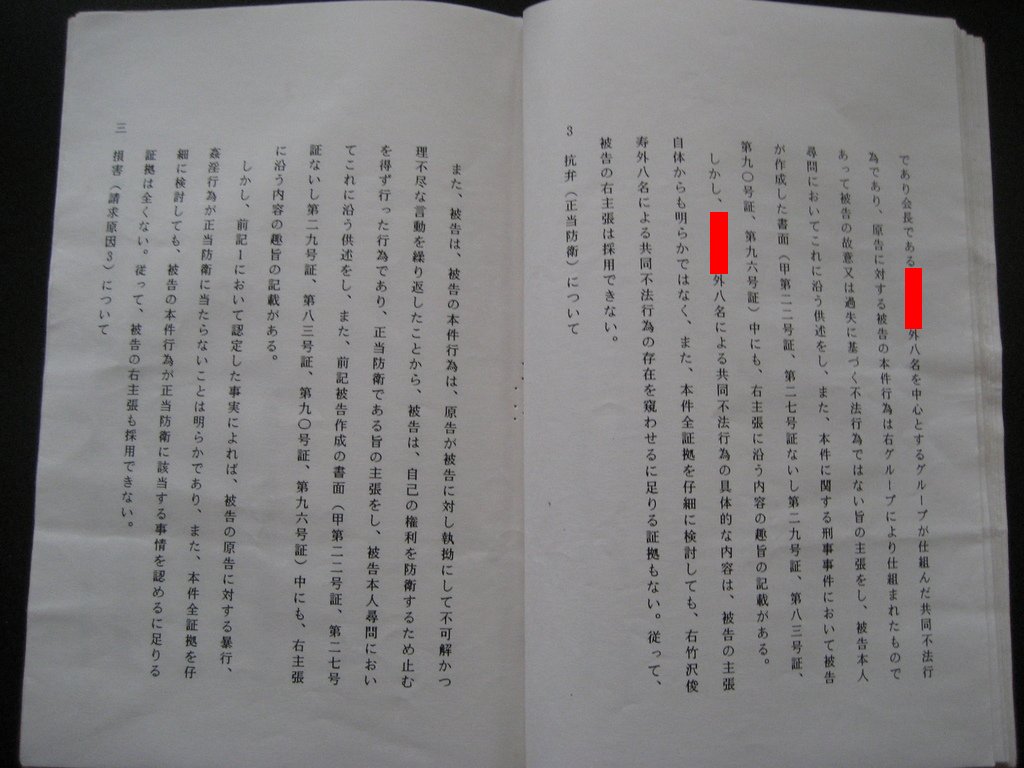 であり会長である
外八名を中心とするグループが仕組んだ共同不法行
為であり、原告に対する被告の本件行為は右グループにより仕組まれたもので
あって被告の故意又は過失に基づく不法行為ではない旨の主張をし、被告本人
尋問においてこれに沿う供述をし、また、本件に関する刑事事件において被告
が作成した書面(甲第二二号証、第二七号証ないし第二九号証、第八三号証、
第九〇号証、第九六号証)中にも、右主張に沿う内容の趣旨の記載がある。
しかし、
外八名による共同不法行為の具体的な内容は、被告の主張
自体からも明らかではなく、また、本件全証拠を仔細に検討しても、右竹沢俊
寿外八名による共同不法行為の存在を窺わせるに足りる証拠もない。従って、
被告の右主張は採用できない。
3 抗弁(正当防衛)について
また、被告は、被告の本件行為は、原告が被告に対し執拗にして不可解かつ
理不尽な言動を繰り返したことから、被告は、自己の権利を防衛するため止む
を得ず行った行為であり、正当防衛である旨の主張をし、被告本人尋問におい
てこれに沿う供述をし、また、前記被告作成の書面(甲第二二号証、第二七号
証ないし第二九号証、第八三号証、第九〇号証、第九六号証)中にも、右主張
に沿う内容の趣旨の記載がある。
しかし、前記1において認定した事実によれば、被告の原告に対する暴行、
姦淫行為が正当防衛に当たらないことは明らかであり、また、本件全証拠を仔
細に検討しても、被告の本件行為が正当防衛に該当する事情を認めるに足りる
証拠は全くない。従って、被告の右主張も採用できない。
三 損害(請求原因3)について